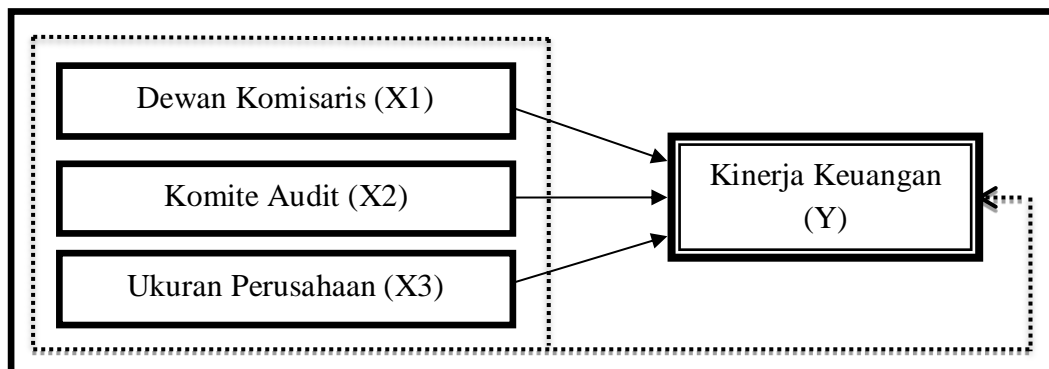 Dewan Komisaris (X1)
Komite Audit (X2)
Ukuran Perusahaan (X3)
Kinerja Keuangan
(Y)